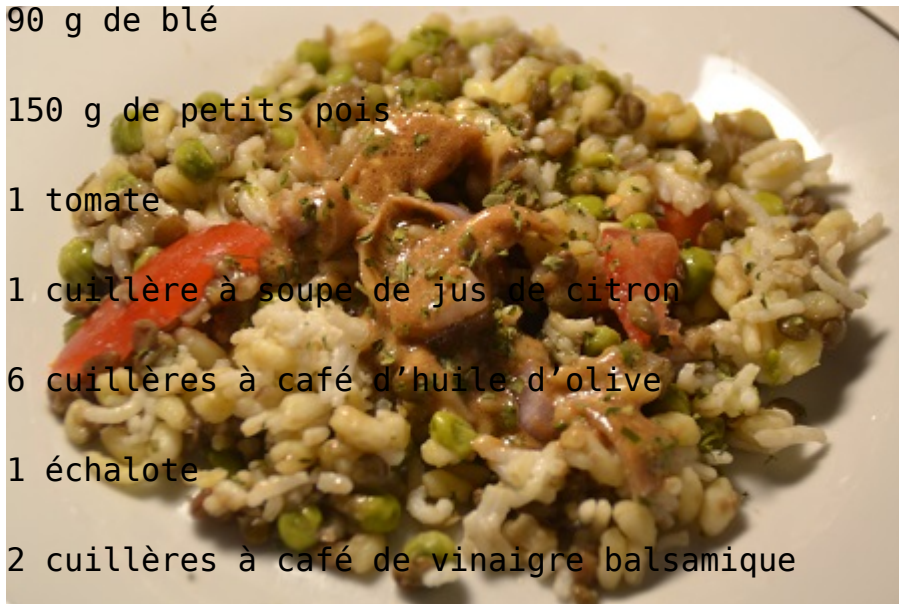 90 g de blé
150 g de petits pois
1 tomate
1 cuillère à soupe de jus de citron
6 cuillères à café d’huile d’olive
1 échalote
2 cuillères à café de vinaigre balsamique